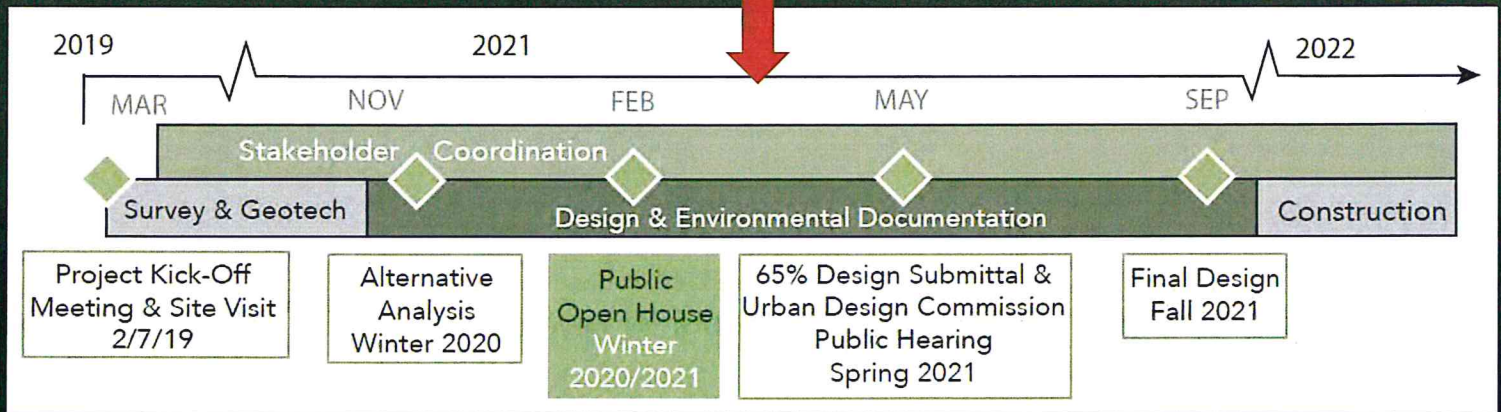 2019
2021
2022
MAR
NOV
FEB
MAY
SEP
Stakeholder Coordination
Survey & Geotech
Design & Environmental Documentation
Construction
Project Kick-Off
Meeting & Site Visit
2/7/19
Alternative
Analysis
Winter 2020
Public
Open House
Winter
2020/2021
65% Design Submittal &
Urban Design Commission
Public Hearing
Spring 2021
Final Design
Fall 2021